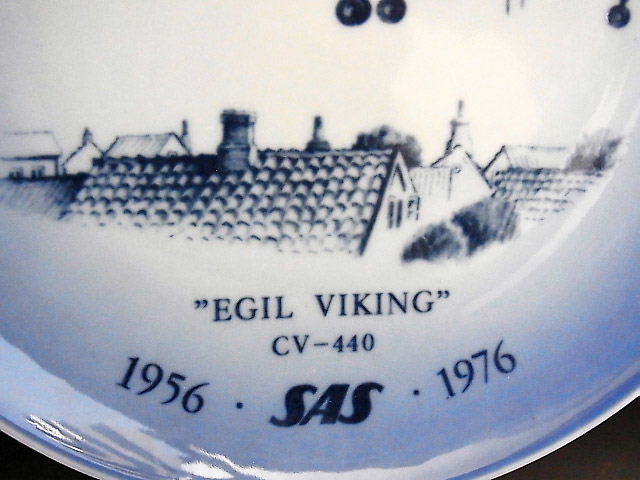 ”EGIL VIKING”
CV-440
1956 · SAS · 1976